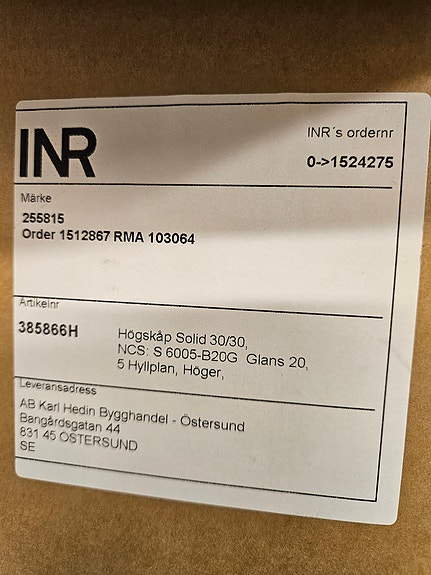 INR
INR´s ordernr
0->1524275
Märke
255815
Order 1512867 RMA 103064
Artikelnr
385866H
Högskåp Solid 30/30,
NCS: S 6005-B20G Glans 20,
5 Hyllplan, Höger,
Leveransadress
AB Karl Hedin Bygghandel - Östersund
Bangårdsgatan 44
831 45 ÖSTERSUND
SE